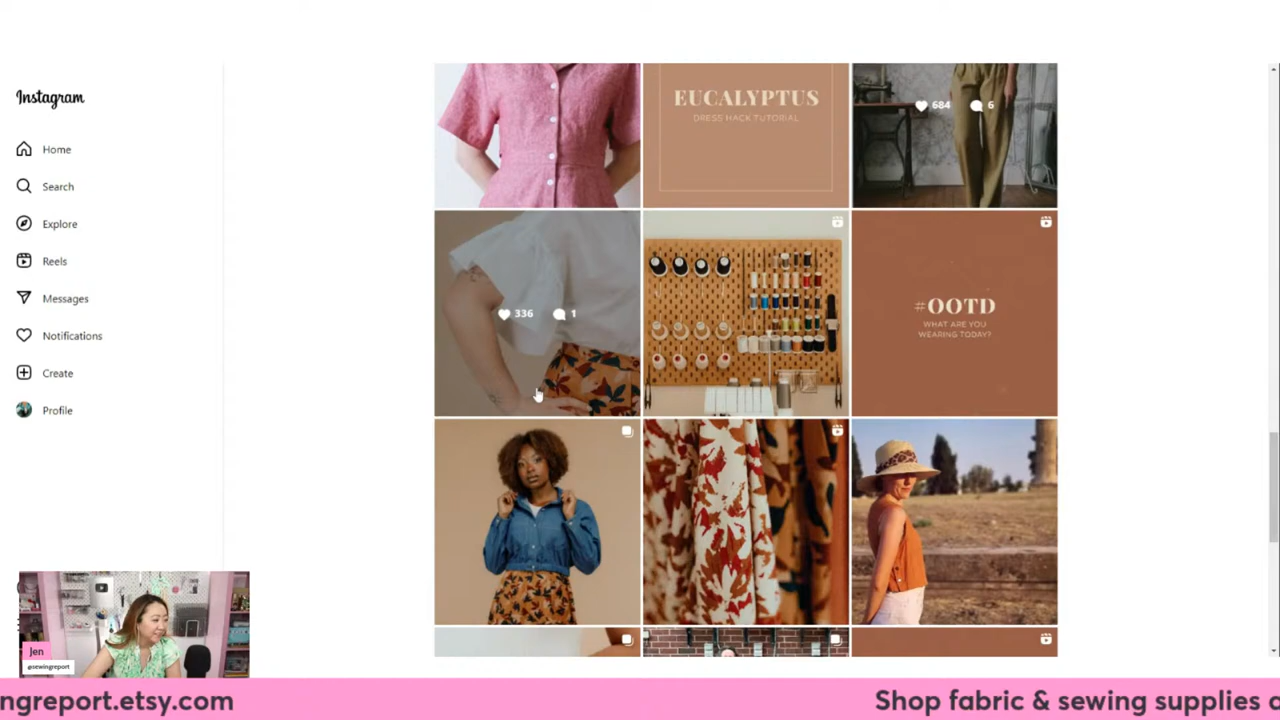 Instagram
Home
Search
Explore
Reels
Messages
Notifications
Create
Profile
EUCALYPTUS
DRESS HACK TUTORIAL
684 6
336 1
#OOTD
WHAT ARE YOU
WEARING TODAY?
Jen
@sewingreport
ngreport.etsy.com
Shop fabric & sewing supplies